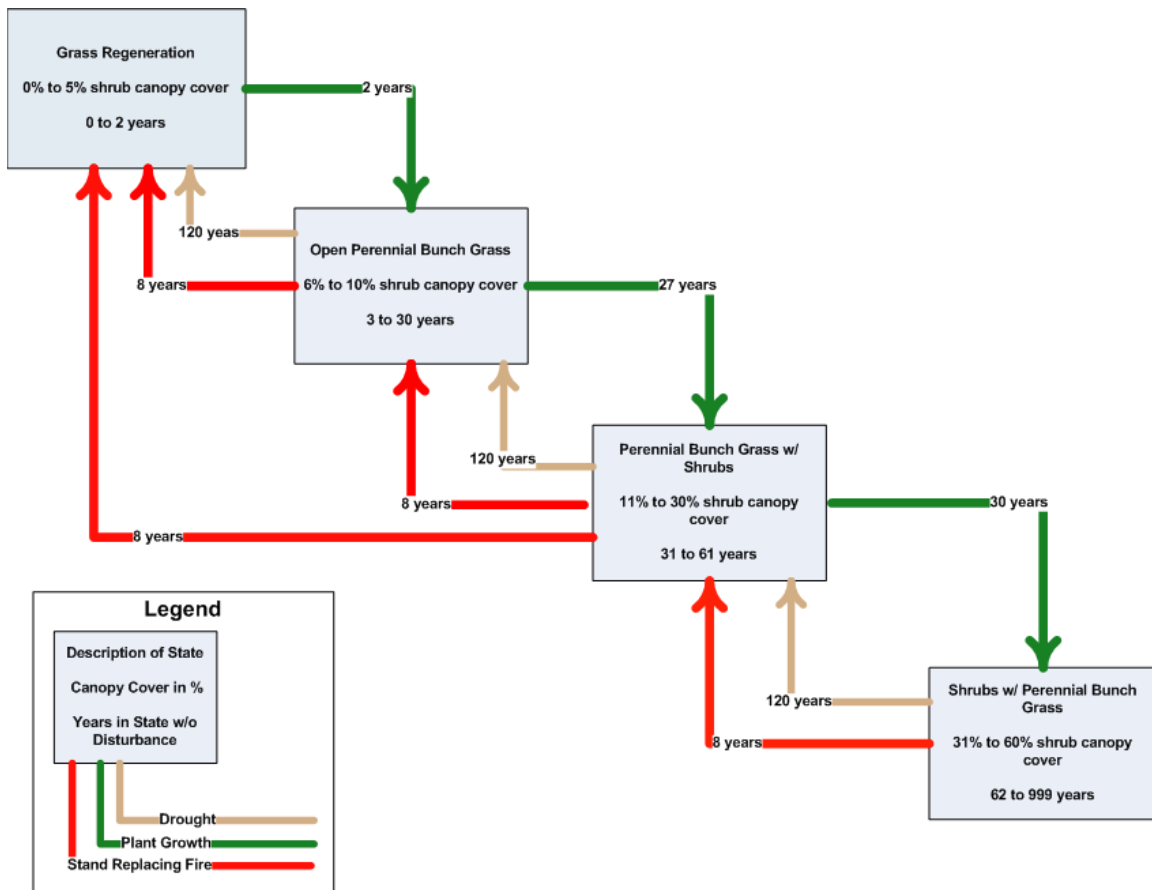 Grass Regeneration
0% to 5% shrub canopy cover
0 to 2 years
2 years
120 yeas
8 years
Open Perennial Bunch Grass
6% to 10% shrub canopy cover
3 to 30 years
27 years
120 years
8 years
8 years
Perennial Bunch Grass w/
Shrubs
11% to 30% shrub canopy
cover
31 to 61 years
30 years
120 years
8 years
Shrubs w/ Perennial Bunch
Grass
31% to 60% shrub canopy
cover
62 to 999 years
Legend
Description of State
Canopy Cover in %
Years in State w/o
Disturbance
Drought
Plant Growth
Stand Replacing Fire